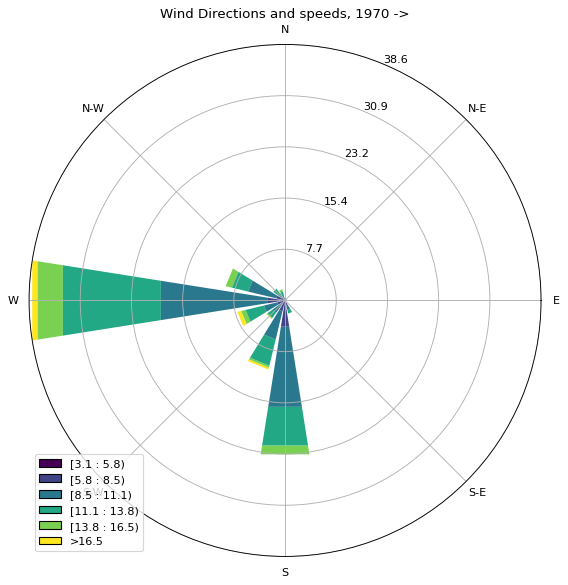 Wind Directions and speeds, 1970 ->
N
38.6
N-W
30.9
N-E
23.2
15.4
7.7
W
E
[3.1 : 5.8)
[5.8 : 8.5)
[8.5 : 11.1)
[11.1 : 13.8)
[13.8 : 16.5)
>16.5
S-W
S-E
S